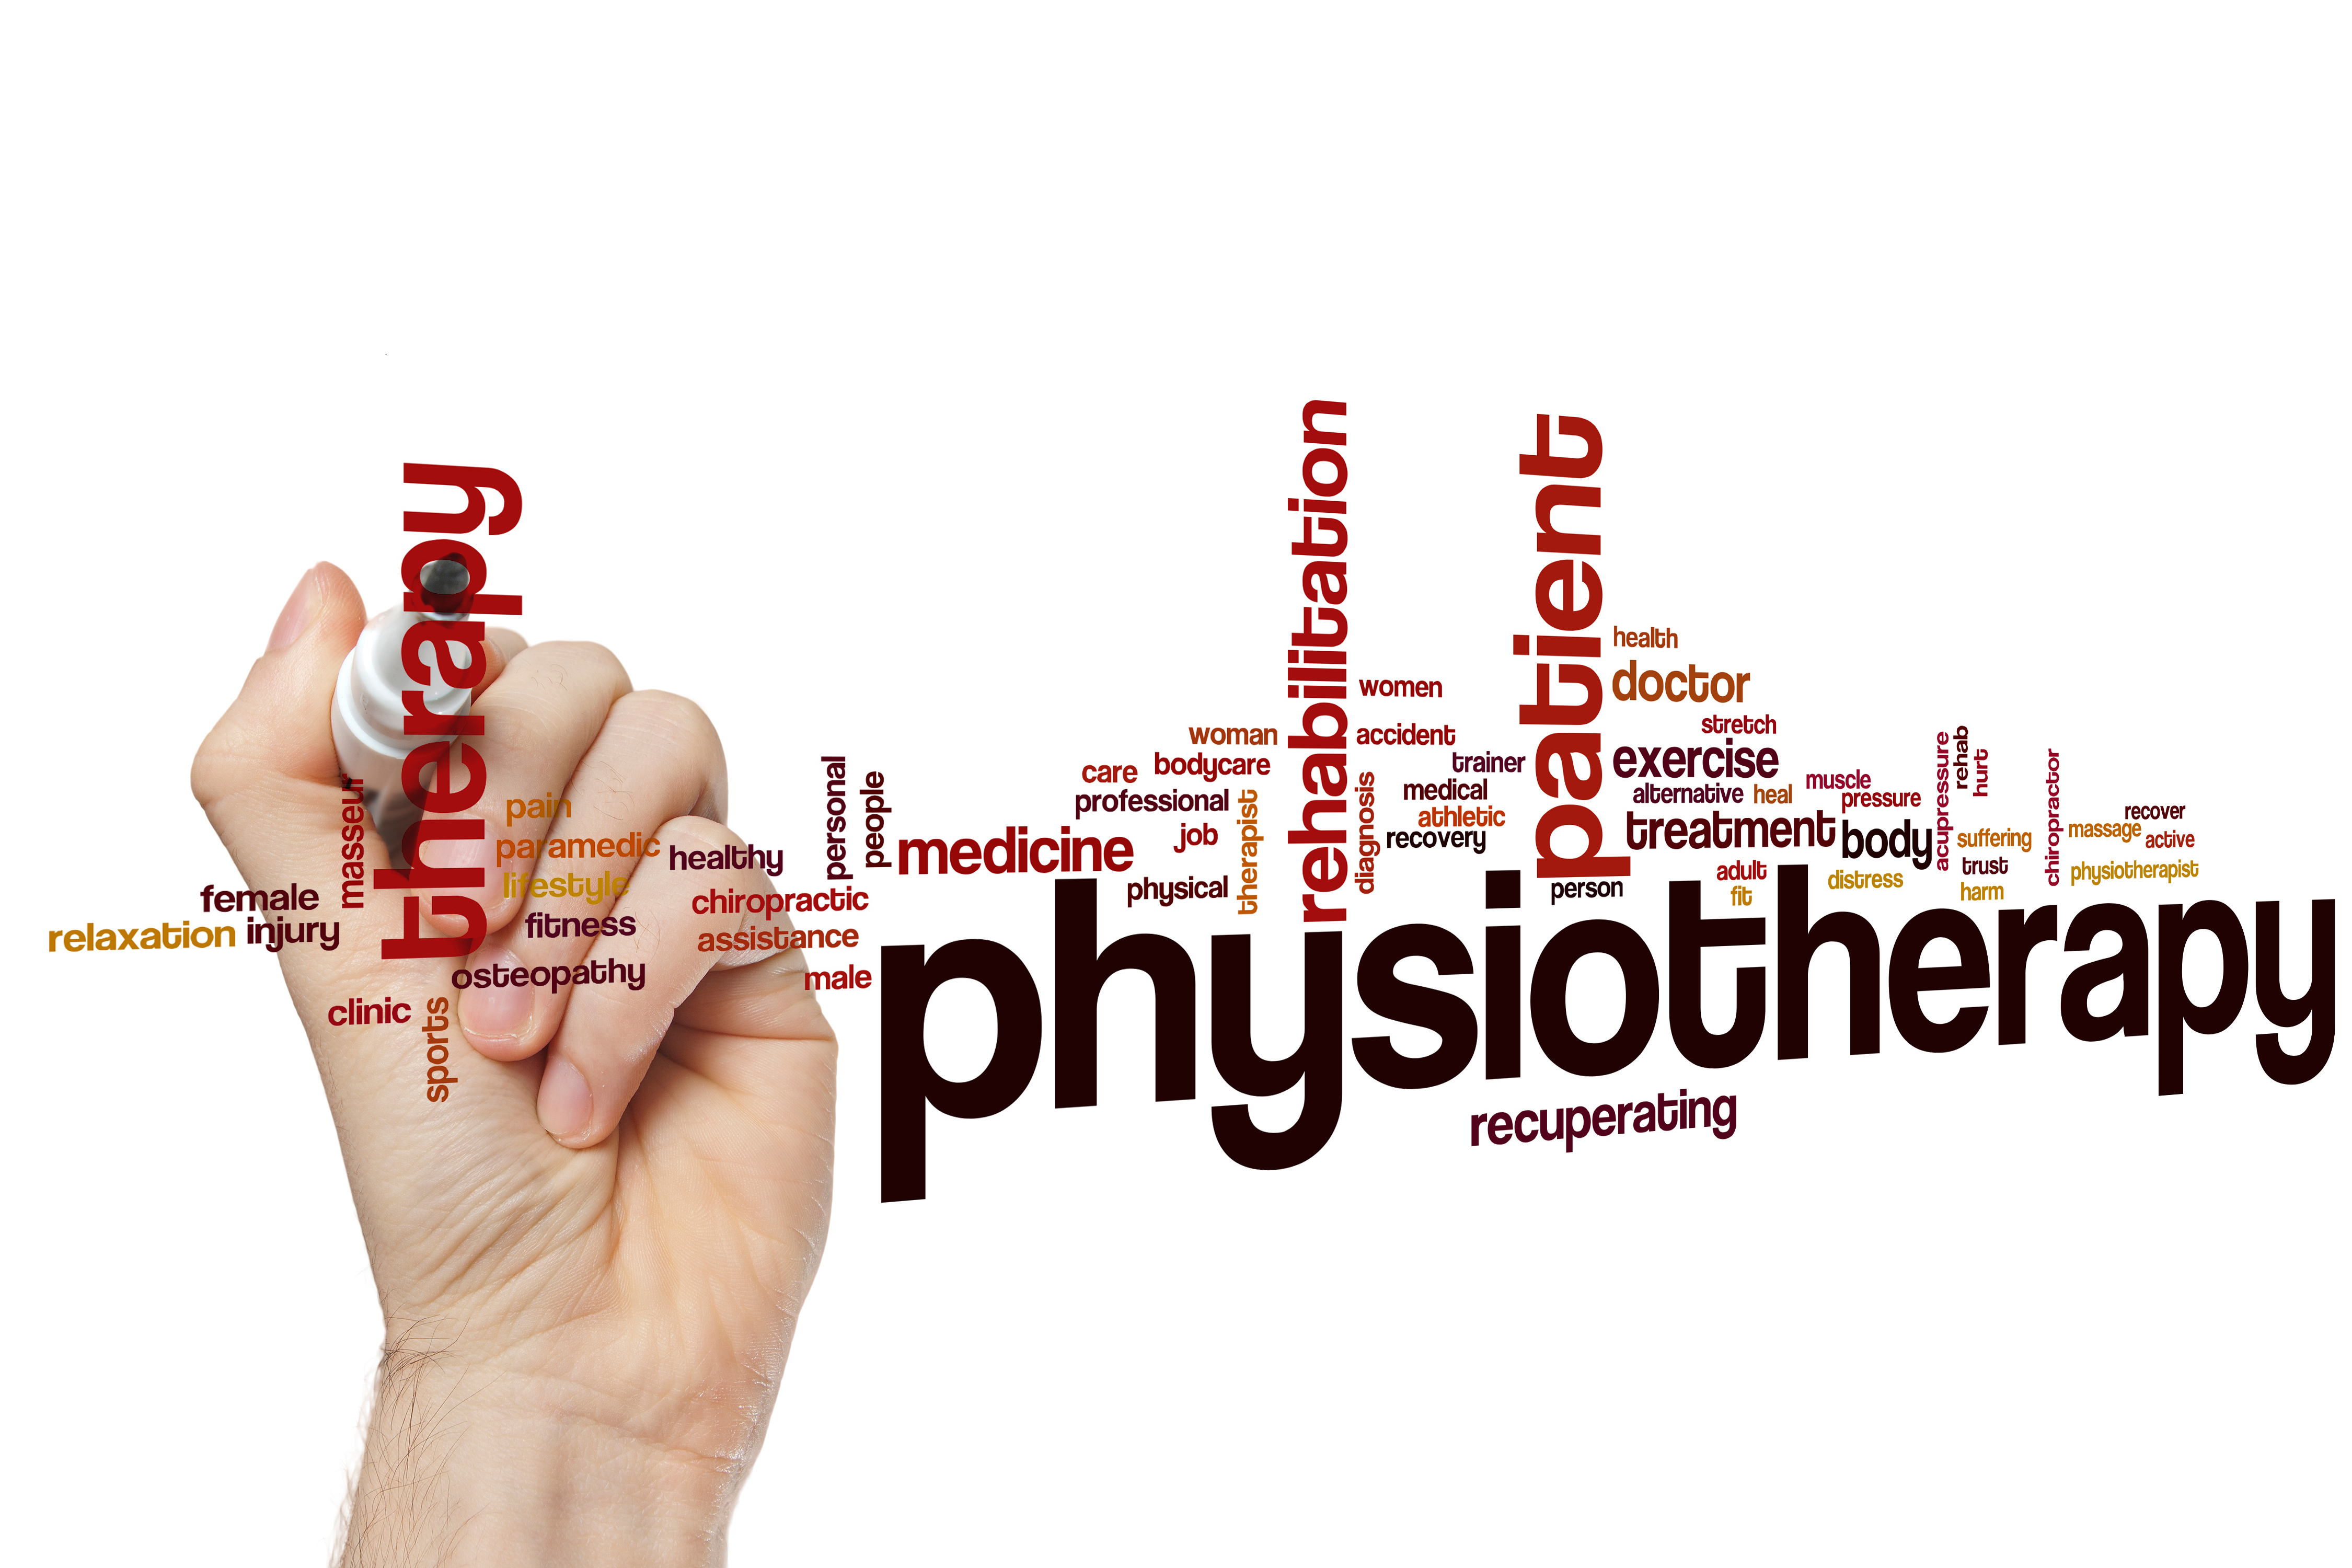 therapy
rehabilitation
patient
health
doctor
women
stretch
woman
accident
exercise
trainer
care
bodycare
personal
people
masseur
pain
professional
therapist
diagnosis
medical
alternative
heal
muscle
pressure
acupressure
rehab
hurt
chiropractor
paramedic
healthy
medicine
job
athletic
recovery
treatment
body
suffering
massage
recover
active
female
lifestyle
chiropractic
physical
person
adult
fit
distress
trust
harm
physiotherapist
relaxation
injury
fitness
assistance
osteopathy
male
clinic
sports
physiotherapy
recuperating